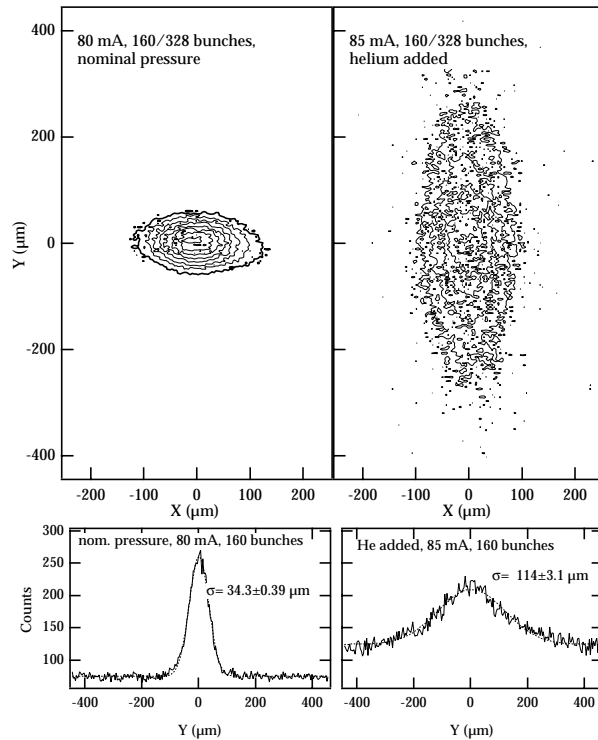 80 mA, 160/328 bunches,
nominal pressure
85 mA, 160/328 bunches,
helium added
400
200
0
-200
-400
Y (μm)
-200
-100
0
100
200
X (μm)
-200
-100
0
100
200
X (μm)
nom. pressure, 80 mA, 160 bunches
σ= 34.3±0.39 μm
300
250
200
150
100
Counts
-400
-200
0
200
400
Y (μm)
He added, 85 mA, 160 bunches
σ= 114±3.1 μm
-400
-200
0
200
400
Y (μm)